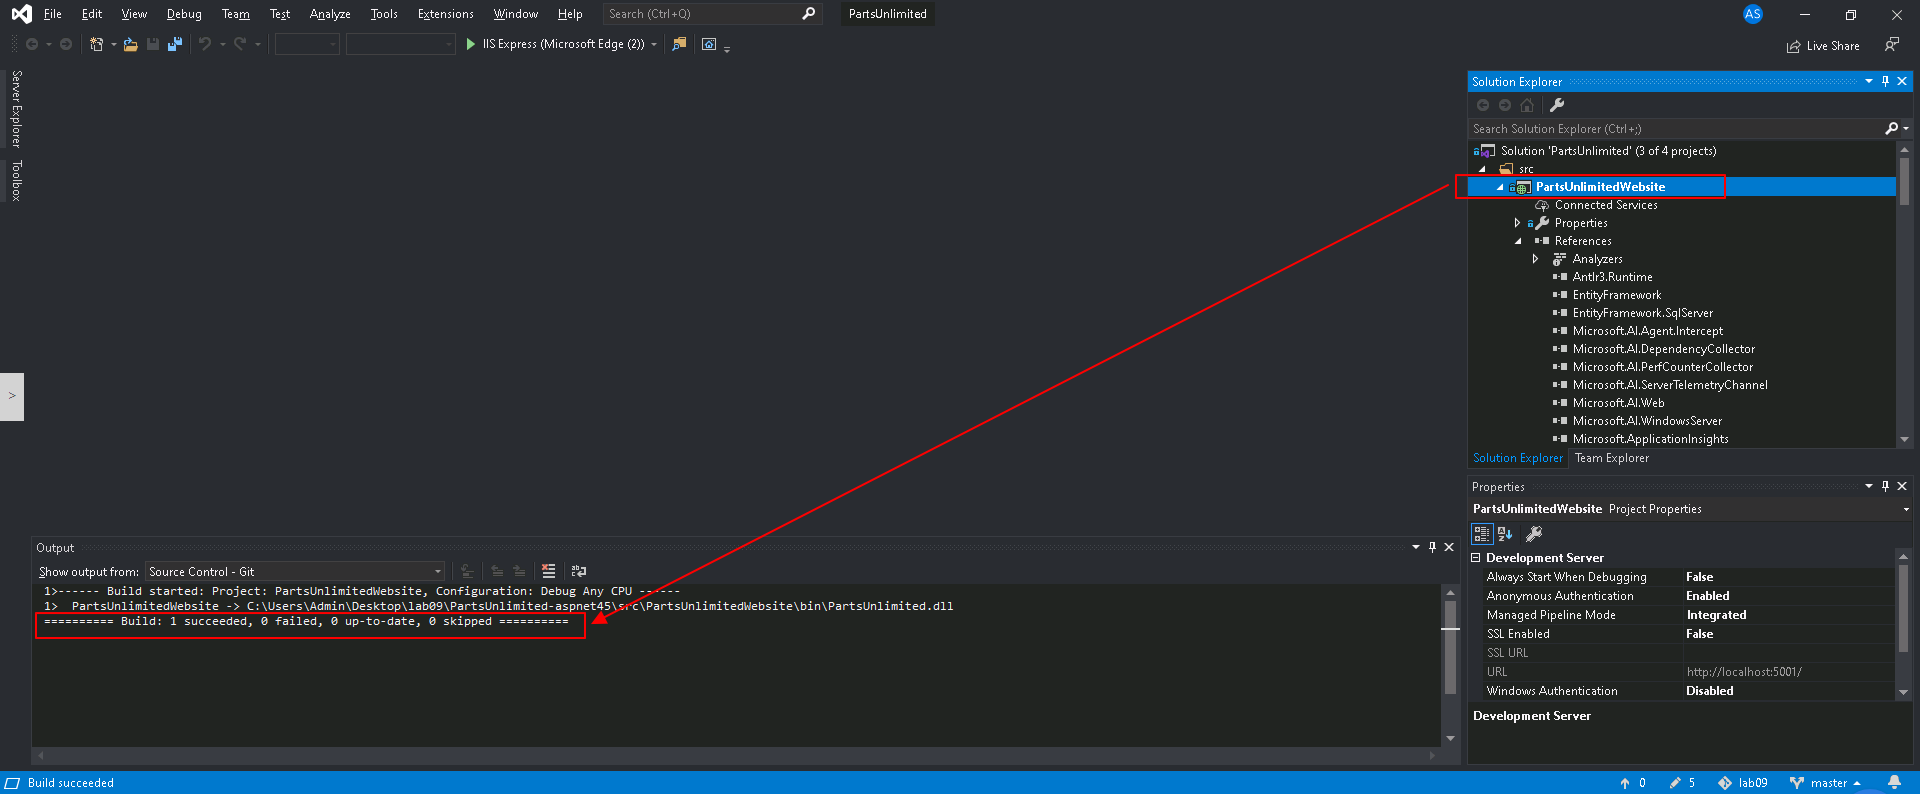 File Edit View Debug Team Test Analyze Tools Extensions Window Help Search (Ctrl+Q) PartsUnlimited AS
IIS Express (Microsoft Edge (2)) Live Share
Server Explorer
Toolbox
>
Solution Explorer
Search Solution Explorer (Ctrl+;)
Solution 'PartsUnlimited' (3 of 4 projects)
src
PartsUnlimitedWebsite
Connected Services
Properties
References
Analyzers
Antlr3.Runtime
EntityFramework
EntityFramework.SqlServer
Microsoft.AI.Agent.Intercept
Microsoft.AI.DependencyCollector
Microsoft.AI.PerfCounterCollector
Microsoft.AI.ServerTelemetryChannel
Microsoft.AI.Web
Microsoft.AI.WindowsServer
Microsoft.ApplicationInsights
Solution Explorer Team Explorer
Properties
PartsUnlimitedWebsite Project Properties
Development Server
Always Start When Debugging False
Anonymous Authentication Enabled
Managed Pipeline Mode Integrated
SSL Enabled False
SSL URL
URL http://localhost:5001/
Windows Authentication Disabled
Development Server
Output
Show output from: Source Control - Git
1>------ Build started: Project: PartsUnlimitedWebsite, Configuration: Debug Any CPU ------
1>  PartsUnlimitedWebsite -> C:\Users\Admin\Desktop\lab09\PartsUnlimited-aspnet45\src\PartsUnlimitedWebsite\bin\PartsUnlimited.dll
========== Build: 1 succeeded, 0 failed, 0 up-to-date, 0 skipped ==========
Build succeeded 0 5 lab09 master